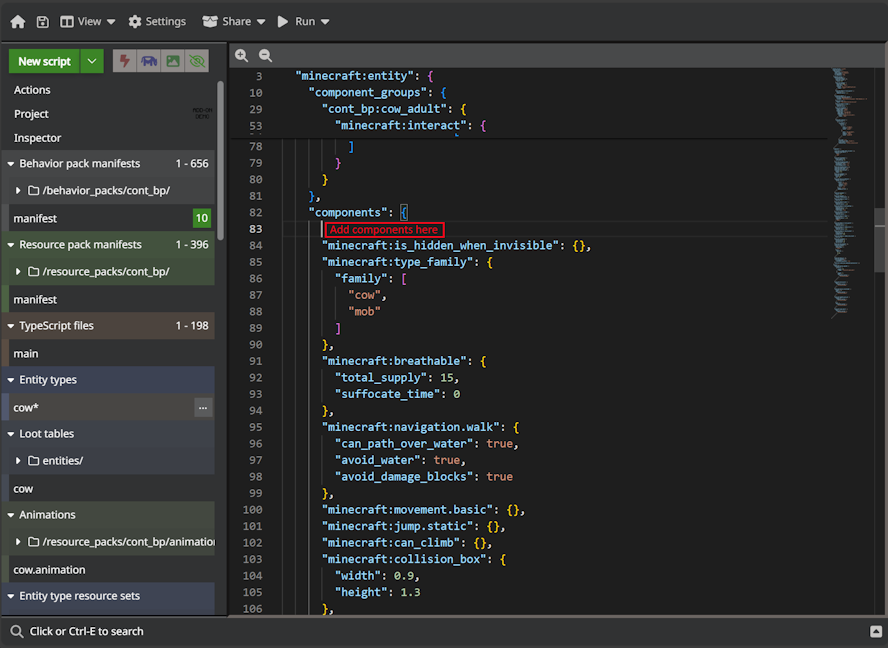 View Settings Share Run
New script
Actions
Project
Inspector
Behavior pack manifests 1 - 656
/behavior_packs/cont_bp/
manifest 10
Resource pack manifests 1 - 396
/resource_packs/cont_bp/
manifest
TypeScript files 1 - 198
main
Entity types
cow* ...
Loot tables
entities/
cow
Animations
/resource_packs/cont_bp/animatio
cow.animation
Entity type resource sets
3 "minecraft:entity": {
10 "component_groups": {
29 "cont_bp:cow_adult": {
53 "minecraft:interact": {
78 ]
79 }
80 }
81 },
82 "components": {
83 Add components here
84 "minecraft:is_hidden_when_invisible": {},
85 "minecraft:type_family": {
86 "family": [
87 "cow",
88 "mob"
89 ]
90 },
91 "minecraft:breathable": {
92 "total_supply": 15,
93 "suffocate_time": 0
94 },
95 "minecraft:navigation.walk": {
96 "can_path_over_water": true,
97 "avoid_water": true,
98 "avoid_damage_blocks": true
99 },
100 "minecraft:movement.basic": {},
101 "minecraft:jump.static": {},
102 "minecraft:can_climb": {},
103 "minecraft:collision_box": {
104 "width": 0.9,
105 "height": 1.3
106 },
Click or Ctrl-E to search